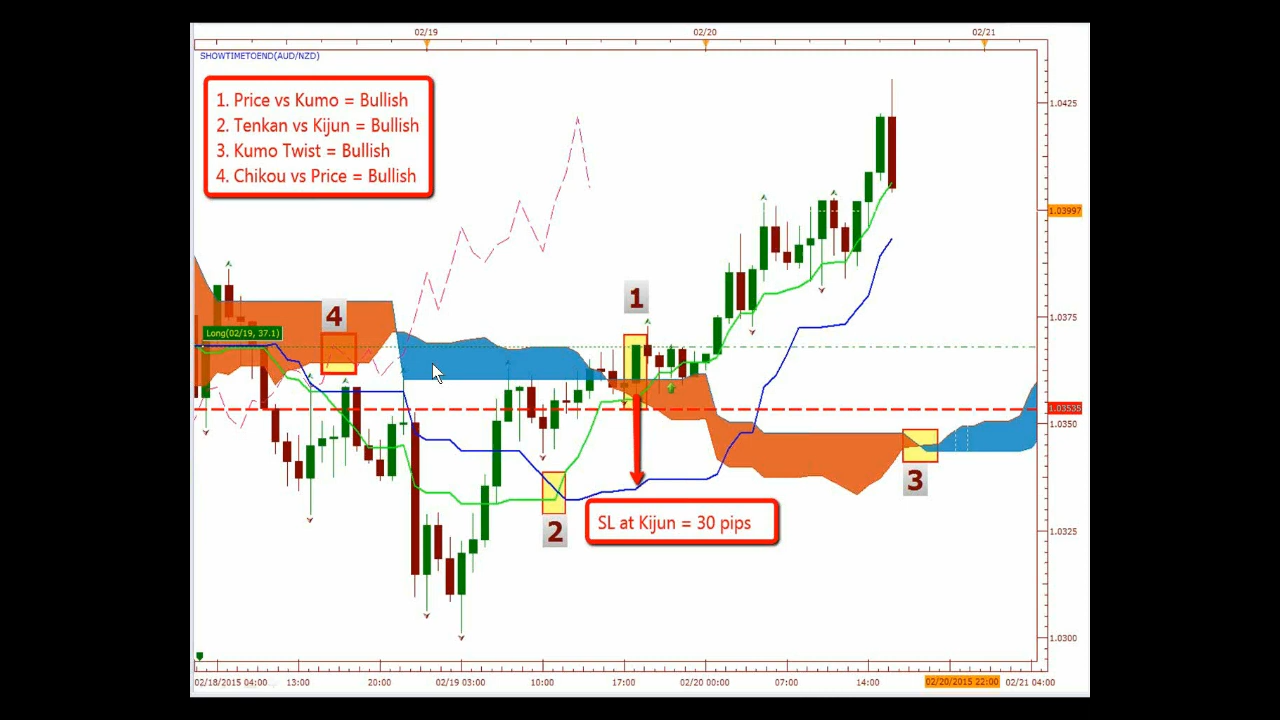 02/19 02/20 02/21
SHOWTIMETOEND(AUD/NZD)
1. Price vs Kumo = Bullish
2. Tenkan vs Kijun = Bullish
3. Kumo Twist = Bullish
4. Chikou vs Price = Bullish
1.0425
1.03997
1
4
1.0375
Long(02/19, 37.1)
1.03535
1.0350
3
2
SL at Kijun = 30 pips
1.0325
1.0300
02/18/2015 04:00 13:00 20:00 02/19 03:00 10:00 17:00 02/20 00:00 07:00 14:00 02/20/2015 22:00 02/21 04:00